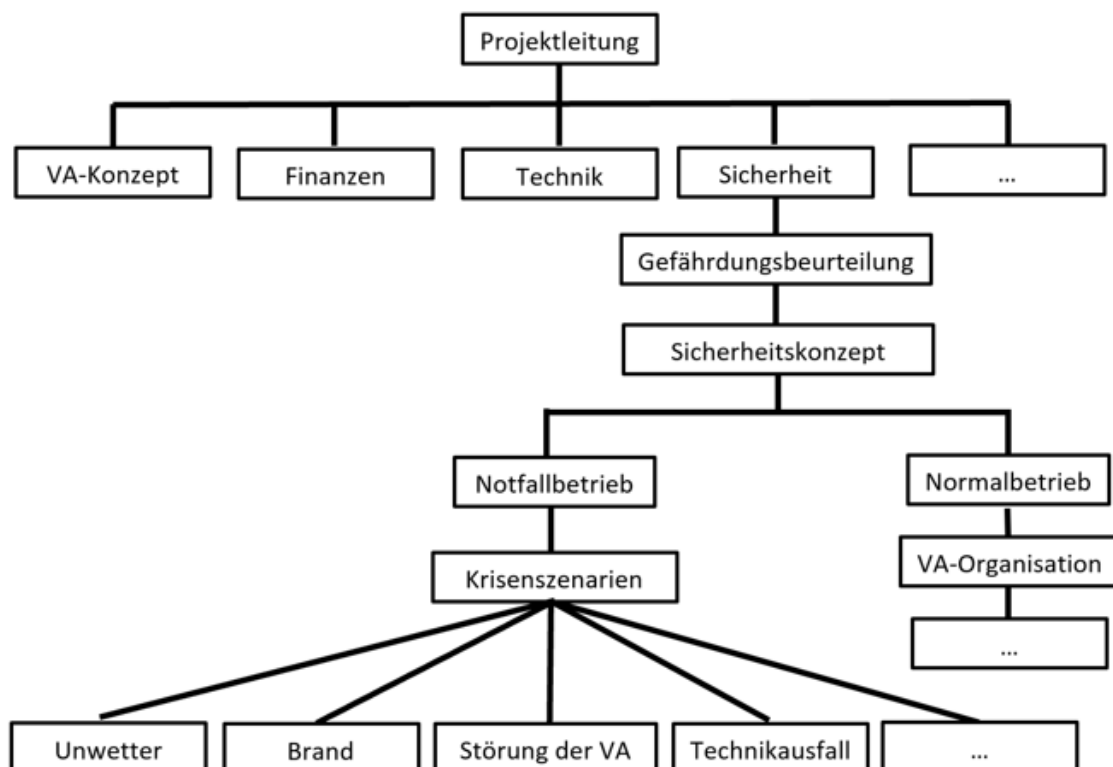 Projektleitung
VA-Konzept
Finanzen
Technik
Sicherheit
...
Gefährdungsbeurteilung
Sicherheitskonzept
Notfallbetrieb
Normalbetrieb
Krisenszenarien
VA-Organisation
...
Unwetter
Brand
Störung der VA
Technikausfall
...